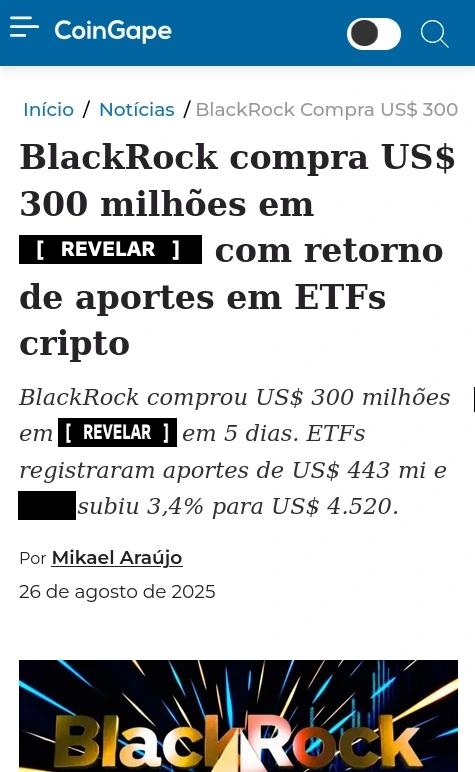 CoinGape
Início / Notícias / BlackRock Compra US$ 300
BlackRock compra US$
300 milhões em
[ REVELAR ] com retorno
de aportes em ETFs
cripto
BlackRock comprou US$ 300 milhões
em [ REVELAR ] em 5 dias. ETFs
registraram aportes de US$ 443 mi e
subiu 3,4% para US$ 4.520.
Por Mikael Araújo
26 de agosto de 2025
BlackRock